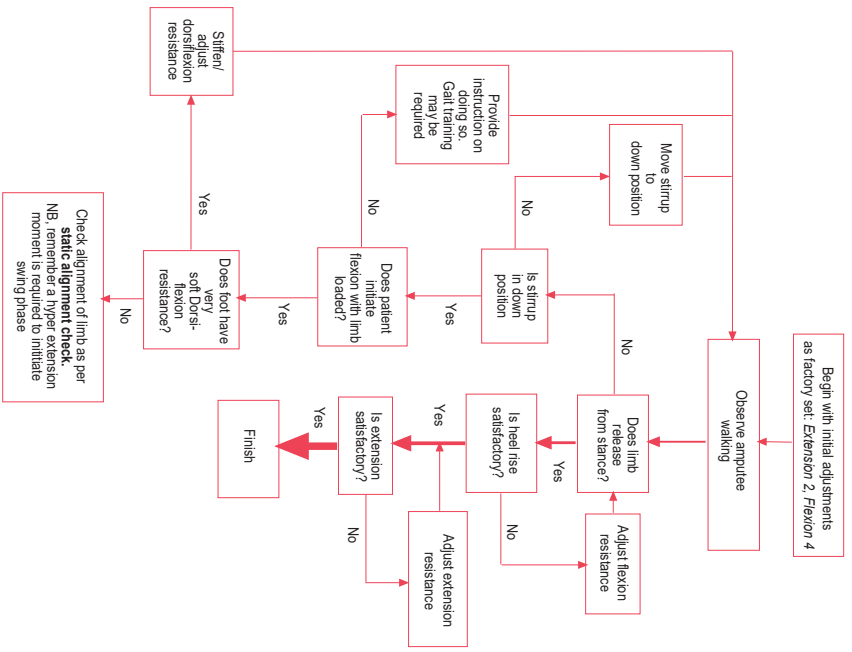 Begin with initial adjustments
as factory set: Extension 2, Flexion 4
Observe amputee
walking
Does limb
release
from stance?
No
Yes
Adjust flexion
resistance
Is heel rise
satisfactory?
No
Yes
Adjust extension
resistance
Is extension
satisfactory?
No
Yes
Finish
Is stirrup
in down
position
No
Yes
Move stirrup
to
down position
Does patient
initiate
flexion with limb
loaded?
No
Yes
Provide
instruction on
doing so.
Gait training
may be
required
Does foot have
very
soft Dorsi-
flexion
resistance?
Yes
No
Stiffen/
adjust
dorsiflexion
resistance
Check alignment of limb as per
static alignment check.
NB, remember a hyper extension
moment is required to inititiate
swing phase